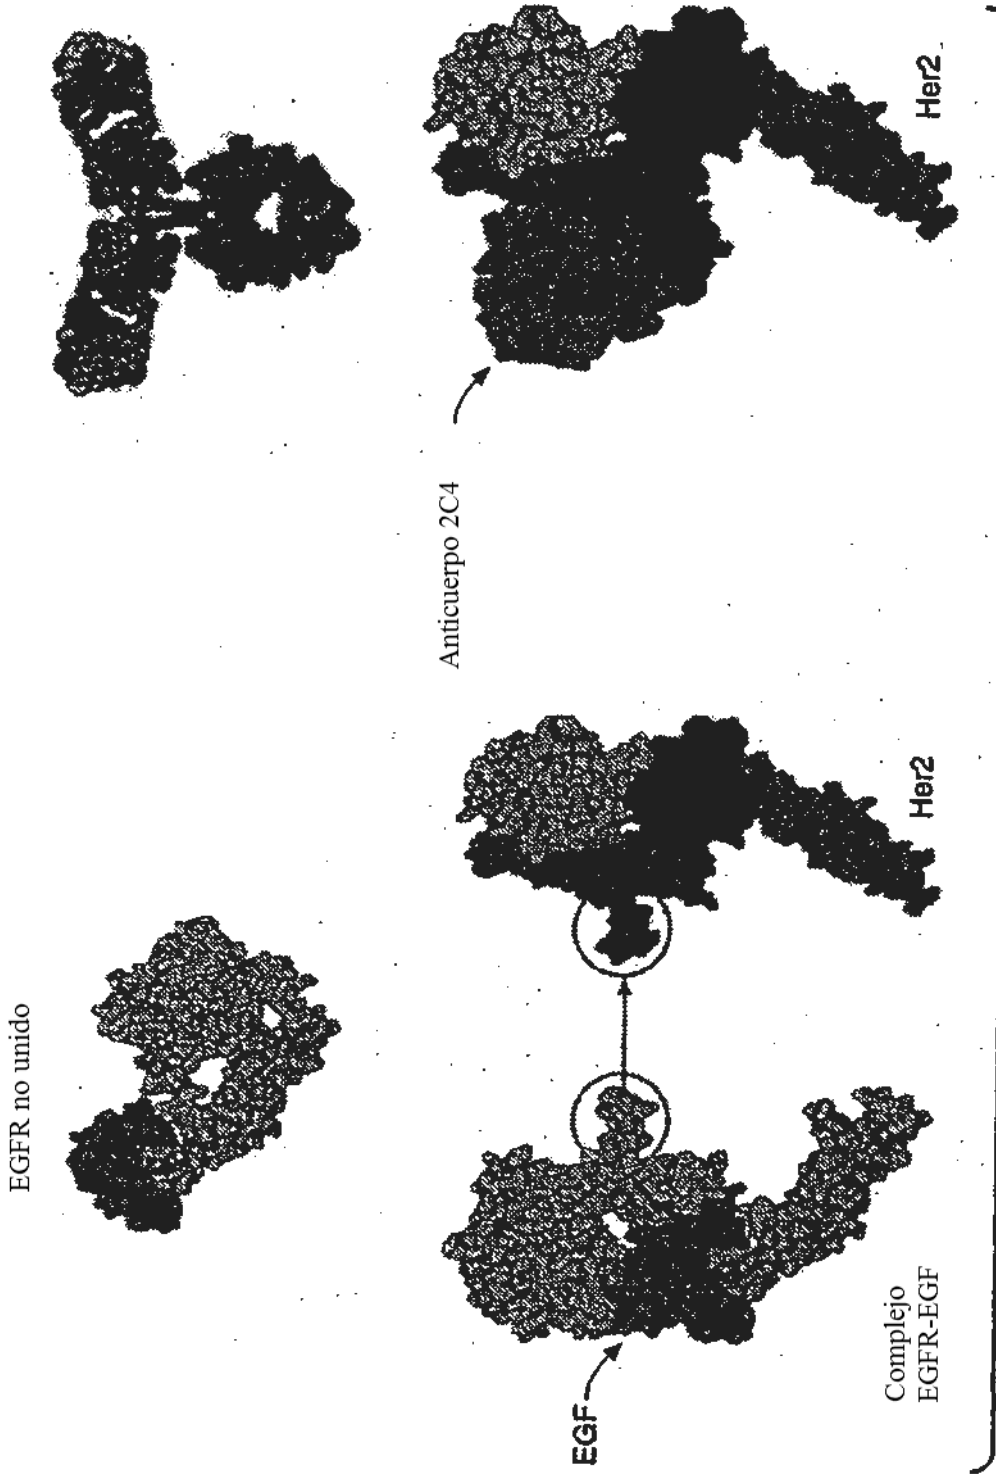 EGFR no unido
EGF
Complejo
EGFR-EGF
Her2
Anticuerpo 2C4
Her2